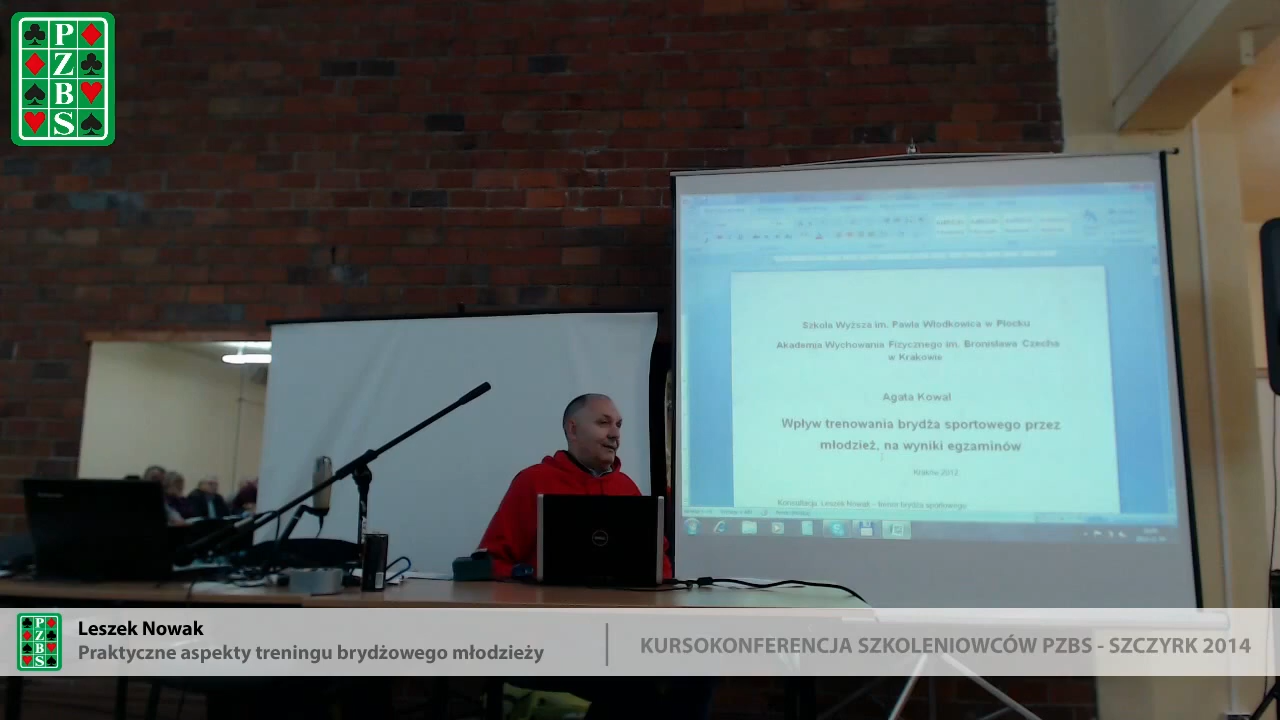 P
Z
B
S
Szkoła Wyższa im. Pawła Włodkowica w Płocku
Akademia Wychowania Fizycznego im. Bronisława Czecha
w Krakowie
Agata Kowal
Wpływ trenowania brydża sportowego przez
młodzież, na wyniki egzaminów
Kraków 2012
Konsultacja: Leszek Nowak – trener brydża sportowego
DELL
P
Z
B
S
Leszek Nowak
Praktyczne aspekty treningu brydżowego młodzieży
KURSOKONFERENCJA SZKOLENIOWCÓW PZBS - SZCZYRK 2014